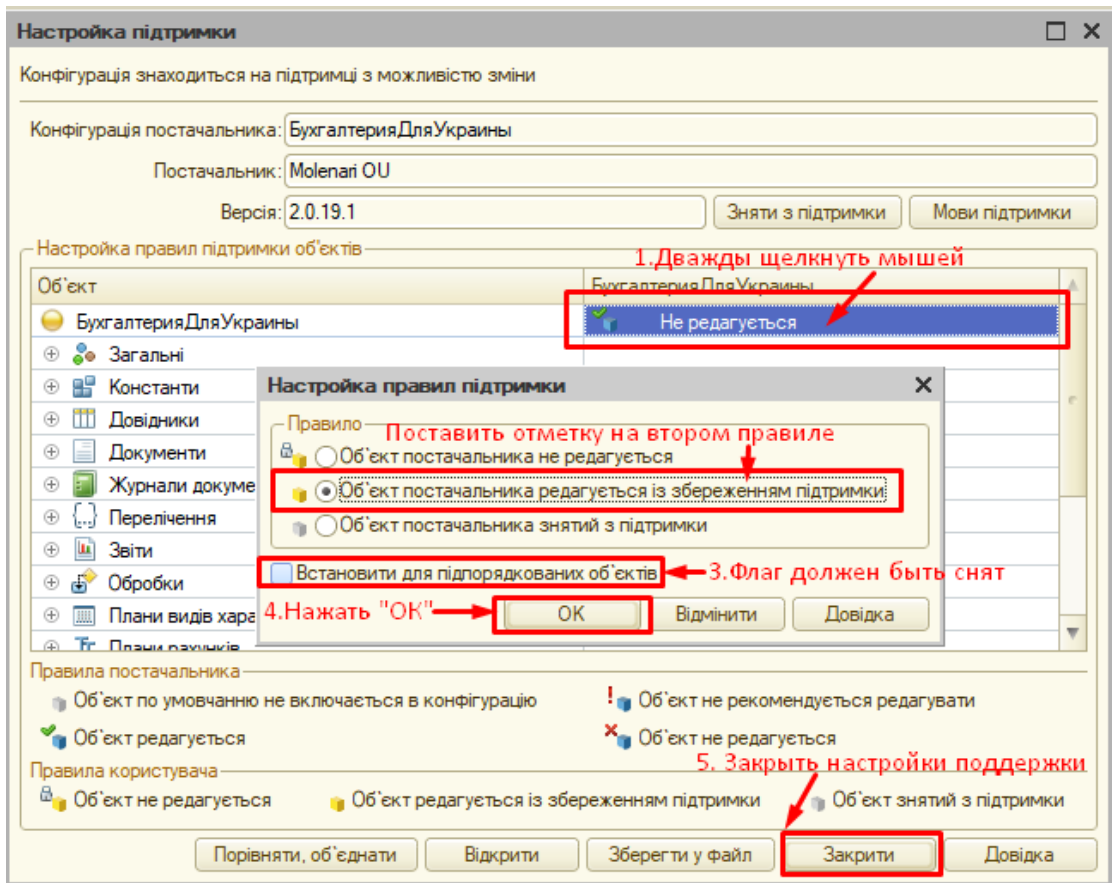 Настройка підтримки
Конфігурація знаходиться на підтримці з можливістю зміни
Конфігурація постачальника: БухгалтерияДляУкраины
Постачальник: Molenari OU
Версія: 2.0.19.1 Зняти з підтримки Мови підтримки
Настройка правил підтримки об`єктів
1.Дважды щелкнуть мышей
Об`єкт БухгалтерияДляУкраины
БухгалтерияДляУкраины Не редагується
Загальні
Константи
Довідники
Документи
Журнали докуме
Перелічення
Звіти
Обробки
Плани видів хара
Плани рахунків
Настройка правил підтримки
Правило
Поставить отметку на втором правиле
Об`єкт постачальника не редагується
Об`єкт постачальника редагується із збереженням підтримки
Об`єкт постачальника знятий з підтримки
Встановити для підпорядкованих об`єктів 3.Флаг должен быть снят
4.Нажать "ОК" OK Відмінити Довідка
Правила постачальника
Об`єкт по умовчанню не включається в конфігурацію Об`єкт не рекомендується редагувати
Об`єкт редагується Об`єкт не редагується
5. Закрыть настройки поддержки
Правила користувача
Об`єкт не редагується Об`єкт редагується із збереженням підтримки Об`єкт знятий з підтримки
Порівняти, об`єднати Відкрити Зберегти у файл Закрити Довідка